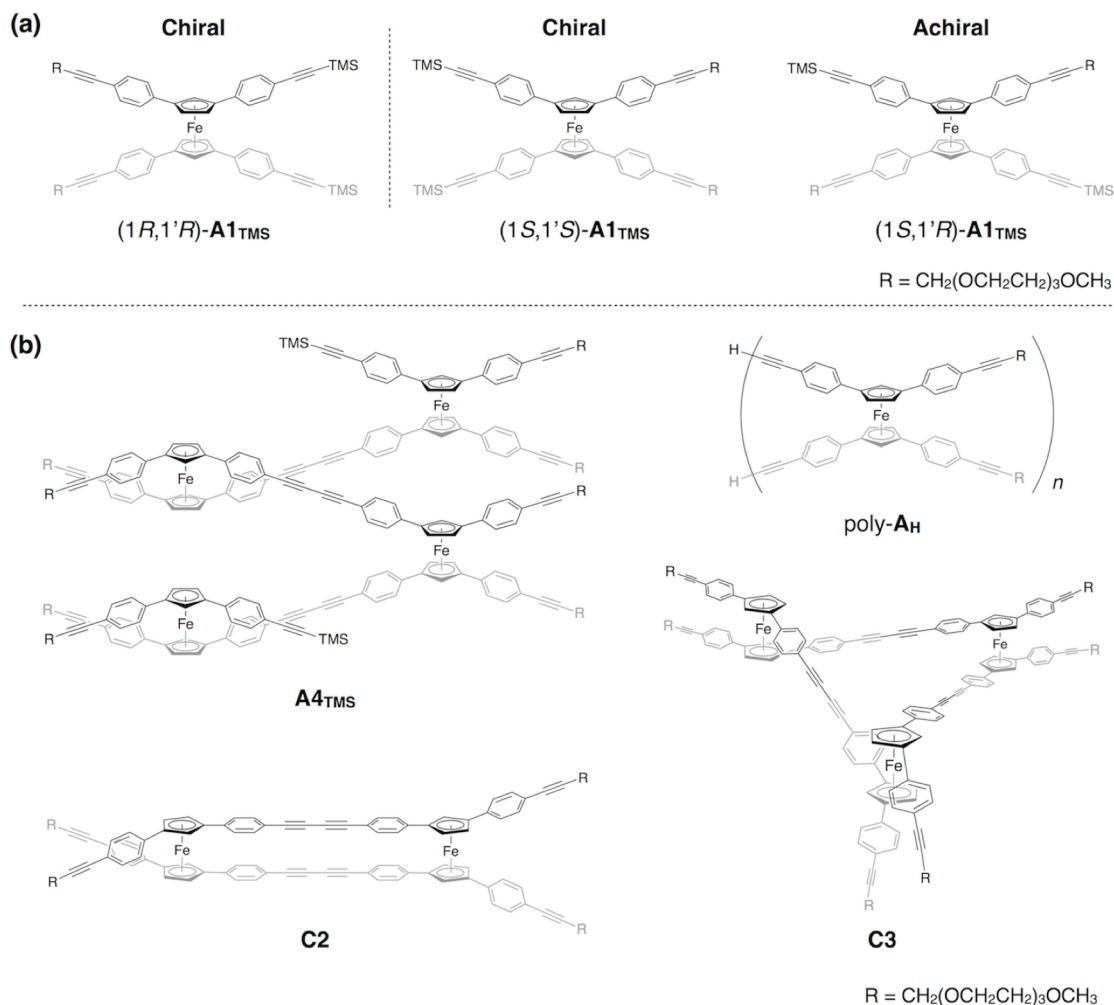 (a)
Chiral
Chiral
Achiral
R
TMS
TMS
R
TMS
R
Fe
Fe
Fe
R
TMS
TMS
R
R
TMS
(1R,1'R)-A1TMS
(1S,1'S)-A1TMS
(1S,1'R)-A1TMS
R = CH2(OCH2CH2)3OCH3
(b)
TMS
R
Fe
R
R
Fe
R
R
Fe
R
R
Fe
R
TMS
A4TMS
H
R
Fe
H
R
n
poly-AH
R
R
Fe
Fe
R
R
Fe
R
R
C3
R
R
Fe
Fe
R
R
C2
R = CH2(OCH2CH2)3OCH3